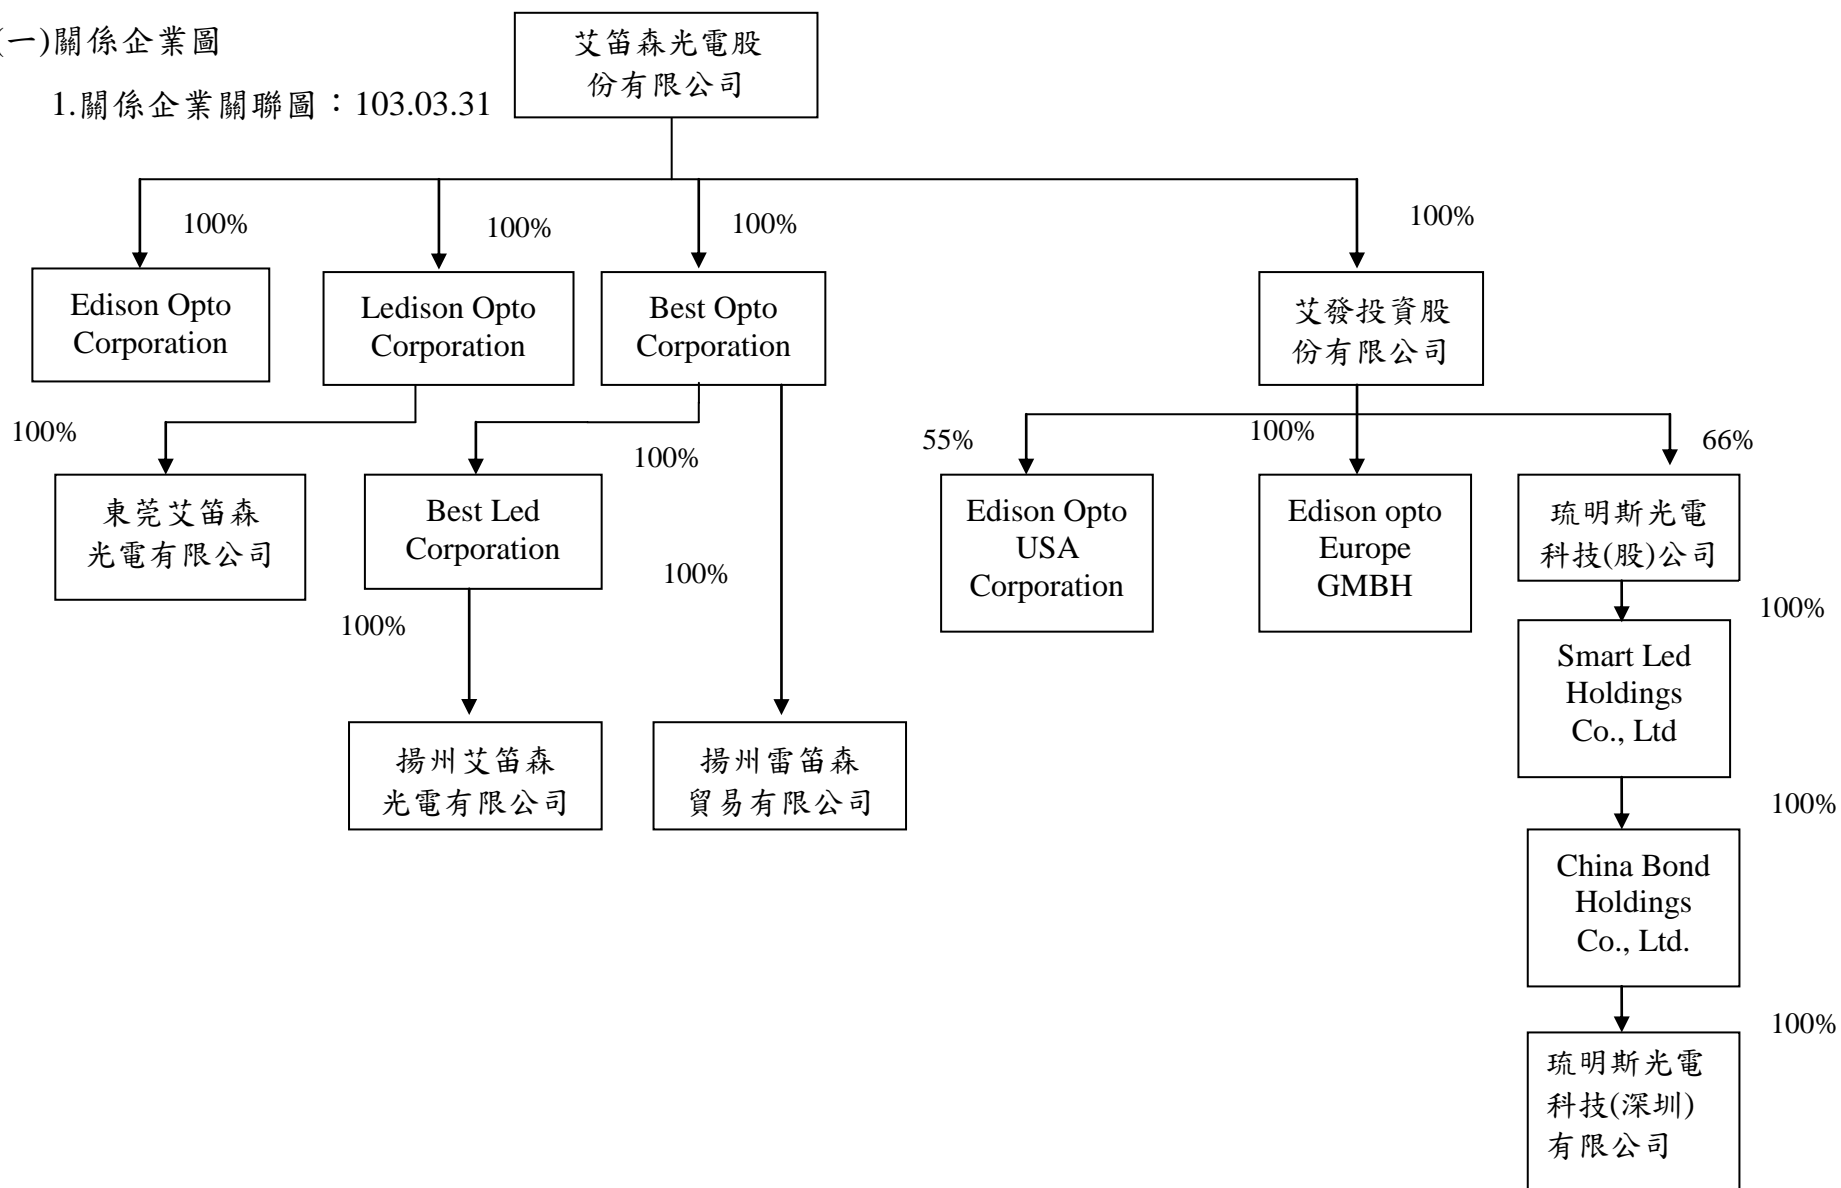 (一)關係企業圖
1.關係企業關聯圖：103.03.31
艾笛森光電股
份有限公司
100%
100%
100%
100%
Edison Opto
Corporation
Ledison Opto
Corporation
Best Opto
Corporation
艾發投資股
份有限公司
100%
100%
55%
100%
66%
東莞艾笛森
光電有限公司
Best Led
Corporation
Edison Opto
USA
Corporation
Edison opto
Europe
GMBH
琉明斯光電
科技(股)公司
100%
100%
100%
Smart Led
Holdings
Co., Ltd
揚州艾笛森
光電有限公司
揚州雷笛森
貿易有限公司
100%
China Bond
Holdings
Co., Ltd.
100%
琉明斯光電
科技(深圳)
有限公司